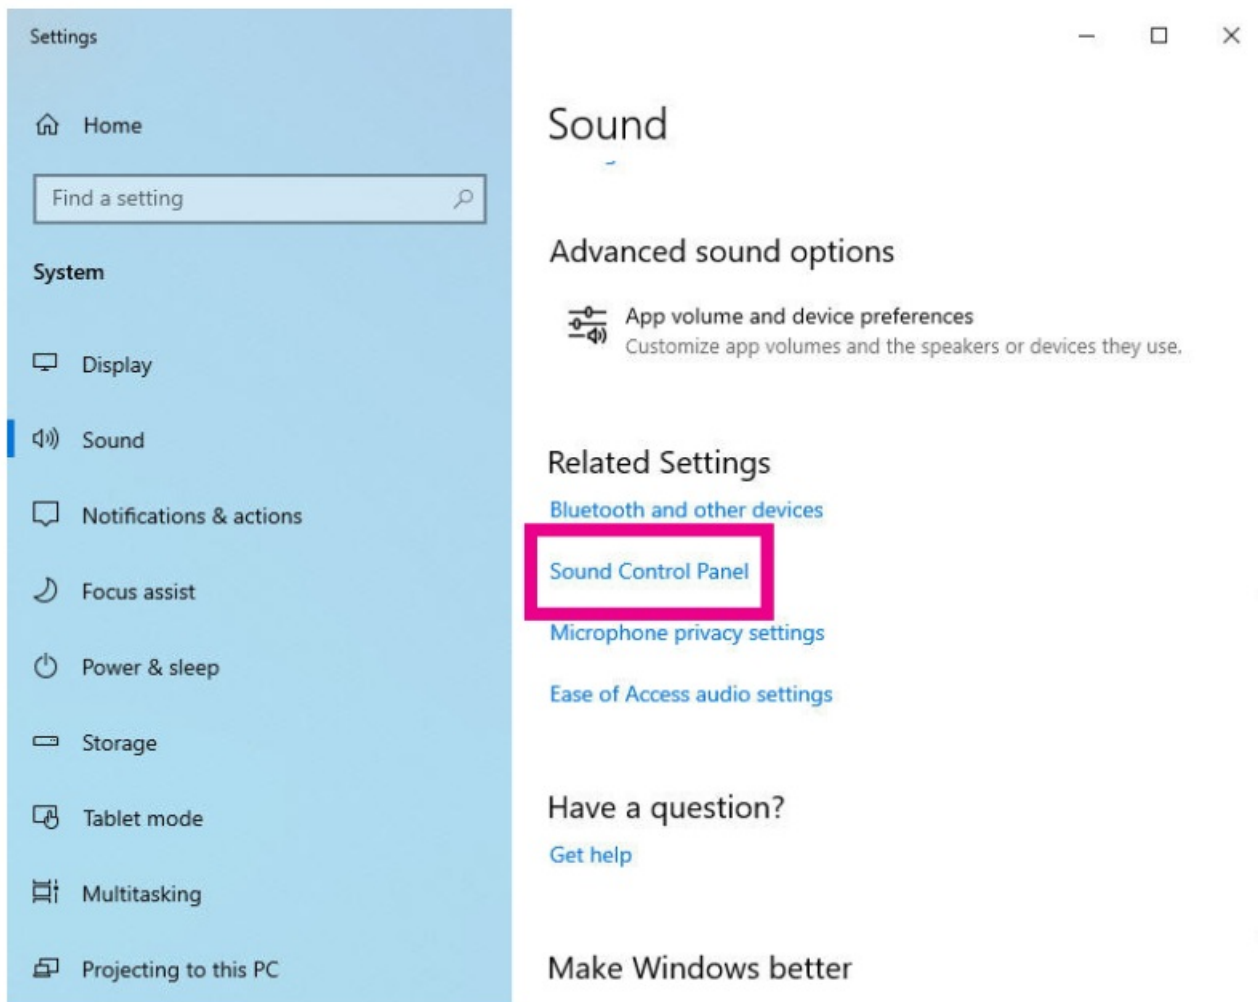 Settings
Home
Find a setting
System
Display
Sound
Notifications & actions
Focus assist
Power & sleep
Storage
Tablet mode
Multitasking
Projecting to this PC
Sound
Advanced sound options
App volume and device preferences
Customize app volumes and the speakers or devices they use.
Related Settings
Bluetooth and other devices
Sound Control Panel
Microphone privacy settings
Ease of Access audio settings
Have a question?
Get help
Make Windows better